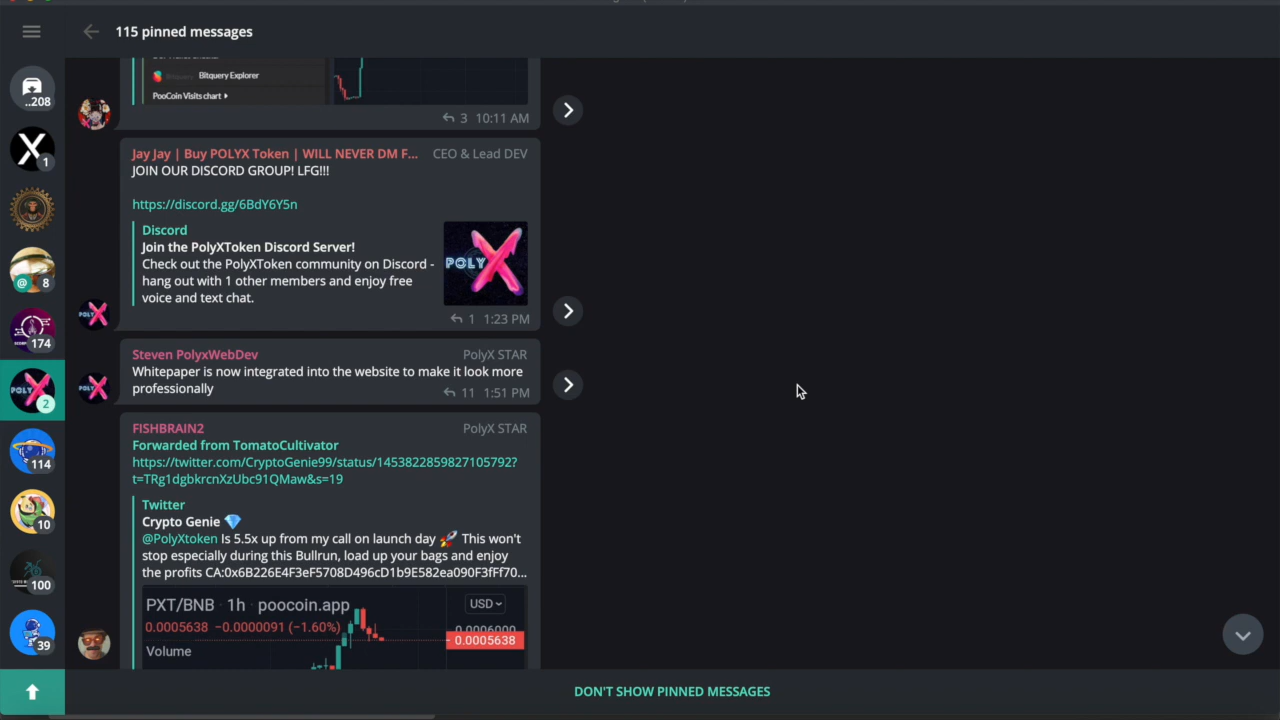 115 pinned messages
..208
1
8
174
2
114
10
100
39
Bitquery Explorer
PooCoin Visits chart
3 10:11 AM
Jay Jay | Buy POLYX Token | WILL NEVER DM F... CEO & Lead DEV
JOIN OUR DISCORD GROUP! LFG!!!
https://discord.gg/6BdY6Y5n
Discord
Join the PolyXToken Discord Server!
Check out the PolyXToken community on Discord -
hang out with 1 other members and enjoy free
voice and text chat.
POLYX
1 1:23 PM
Steven PolyxWebDev PolyX STAR
Whitepaper is now integrated into the website to make it look more
professionally
11 1:51 PM
FISHBRAIN2 PolyX STAR
Forwarded from TomatoCultivator
https://twitter.com/CryptoGenie99/status/1453822859827105792?
t=TRg1dgbkrcnXzUbc91QMaw&s=19
Twitter
Crypto Genie 💎
@PolyXtoken Is 5.5x up from my call on launch day 🚀 This won't
stop especially during this Bullrun, load up your bags and enjoy
the profits CA:0x6B226E4F3eF5708D496cD1b9E582ea090F3fFf70...
PXT/BNB · 1h · poocoin.app USD
0.0005638 −0.0000091 (−1.60%) 0.0006000
0.0005638
Volume
DON'T SHOW PINNED MESSAGES